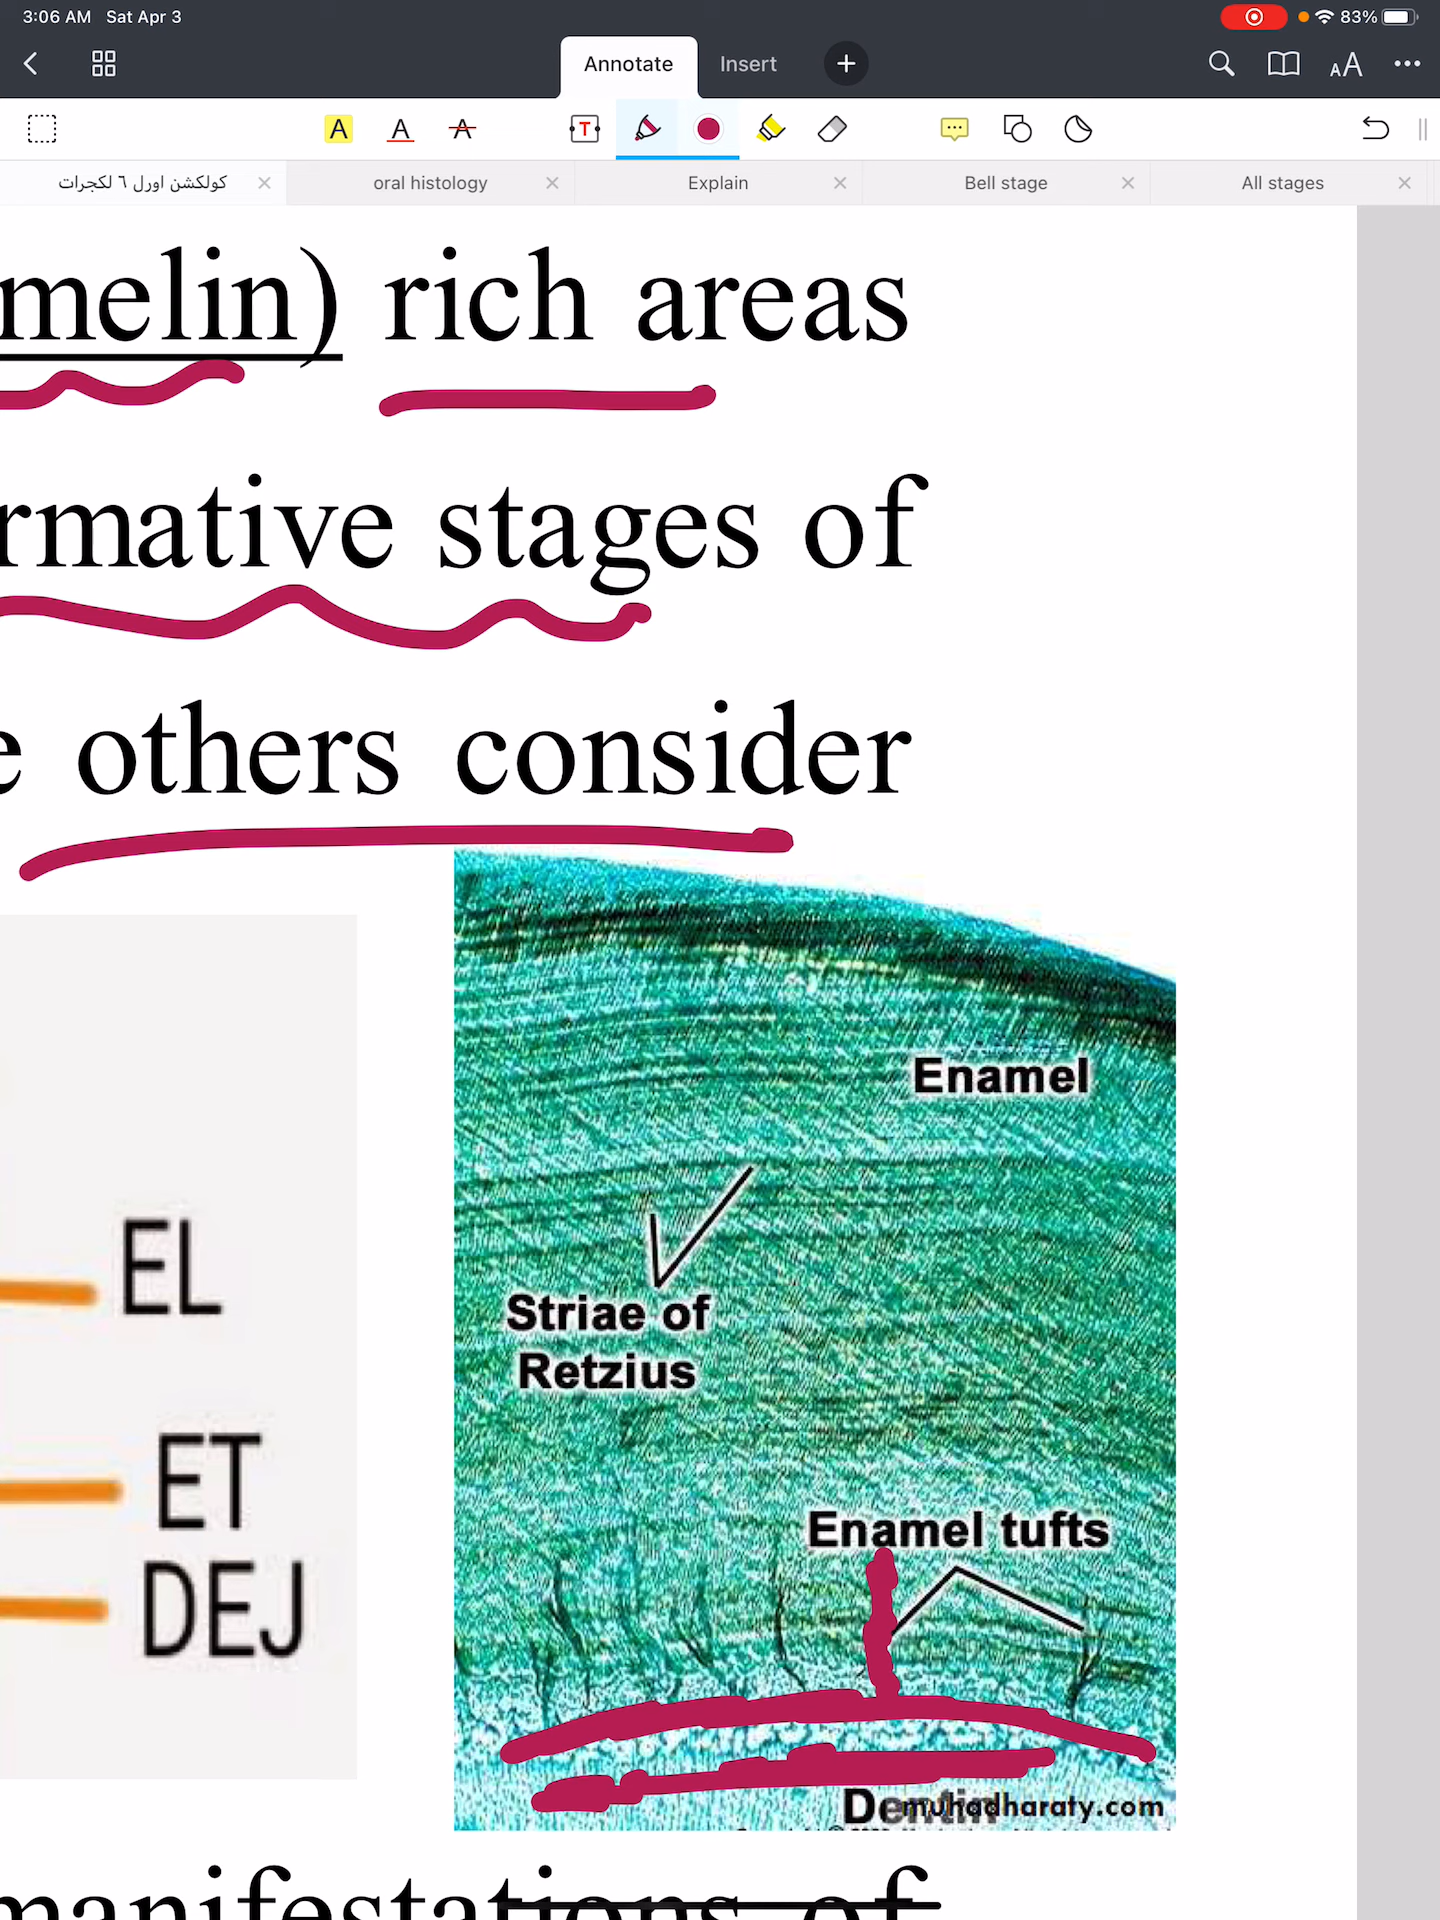 3:06 AM Sat Apr 3
83%
Annotate Insert
A A A T AA
كولكشن اورل ٦ لكجرات oral histology Explain Bell stage All stages
melin) rich areas
rmative stages of
e others consider
Enamel
EL
Striae of
Retzius
ET
Enamel tufts
DEJ
Dentin
muhadharaty.com
manifestations of